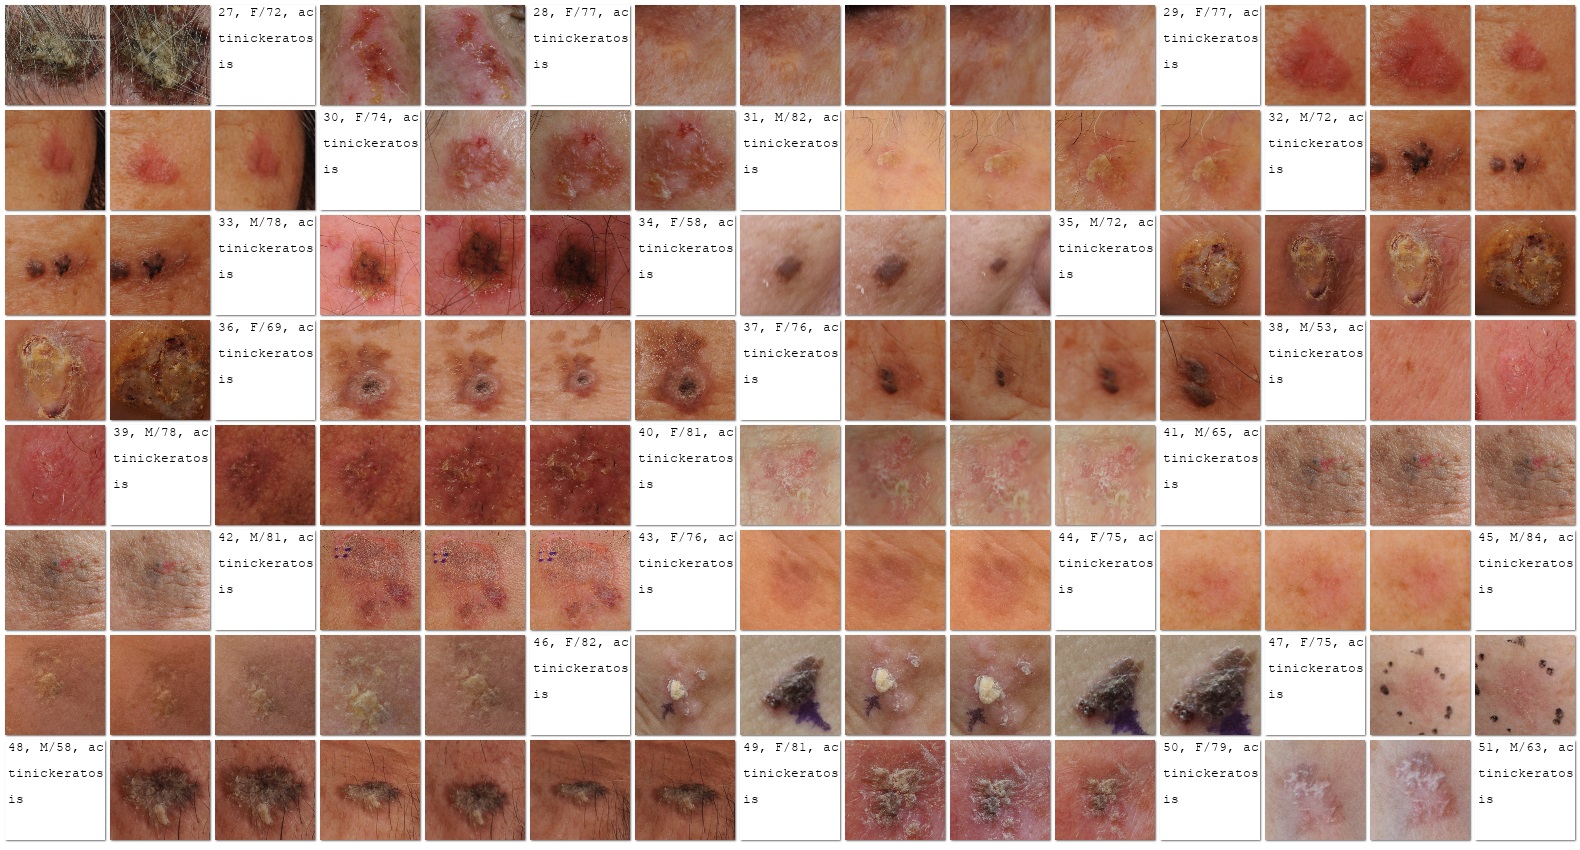 27, F/72, ac
tinickeratos
is
28, F/77, ac
tinickeratos
is
29, F/77, ac
tinickeratos
is
30, F/74, ac
tinickeratos
is
31, M/82, ac
tinickeratos
is
32, M/72, ac
tinickeratos
is
33, M/78, ac
tinickeratos
is
34, F/58, ac
tinickeratos
is
35, M/72, ac
tinickeratos
is
36, F/69, ac
tinickeratos
is
37, F/76, ac
tinickeratos
is
38, M/53, ac
tinickeratos
is
39, M/78, ac
tinickeratos
is
40, F/81, ac
tinickeratos
is
41, M/65, ac
tinickeratos
is
42, M/81, ac
tinickeratos
is
43, F/76, ac
tinickeratos
is
44, F/75, ac
tinickeratos
is
45, M/84, ac
tinickeratos
is
46, F/82, ac
tinickeratos
is
47, F/75, ac
tinickeratos
is
48, M/58, ac
tinickeratos
is
49, F/81, ac
tinickeratos
is
50, F/79, ac
tinickeratos
is
51, M/63, ac
tinickeratos
is